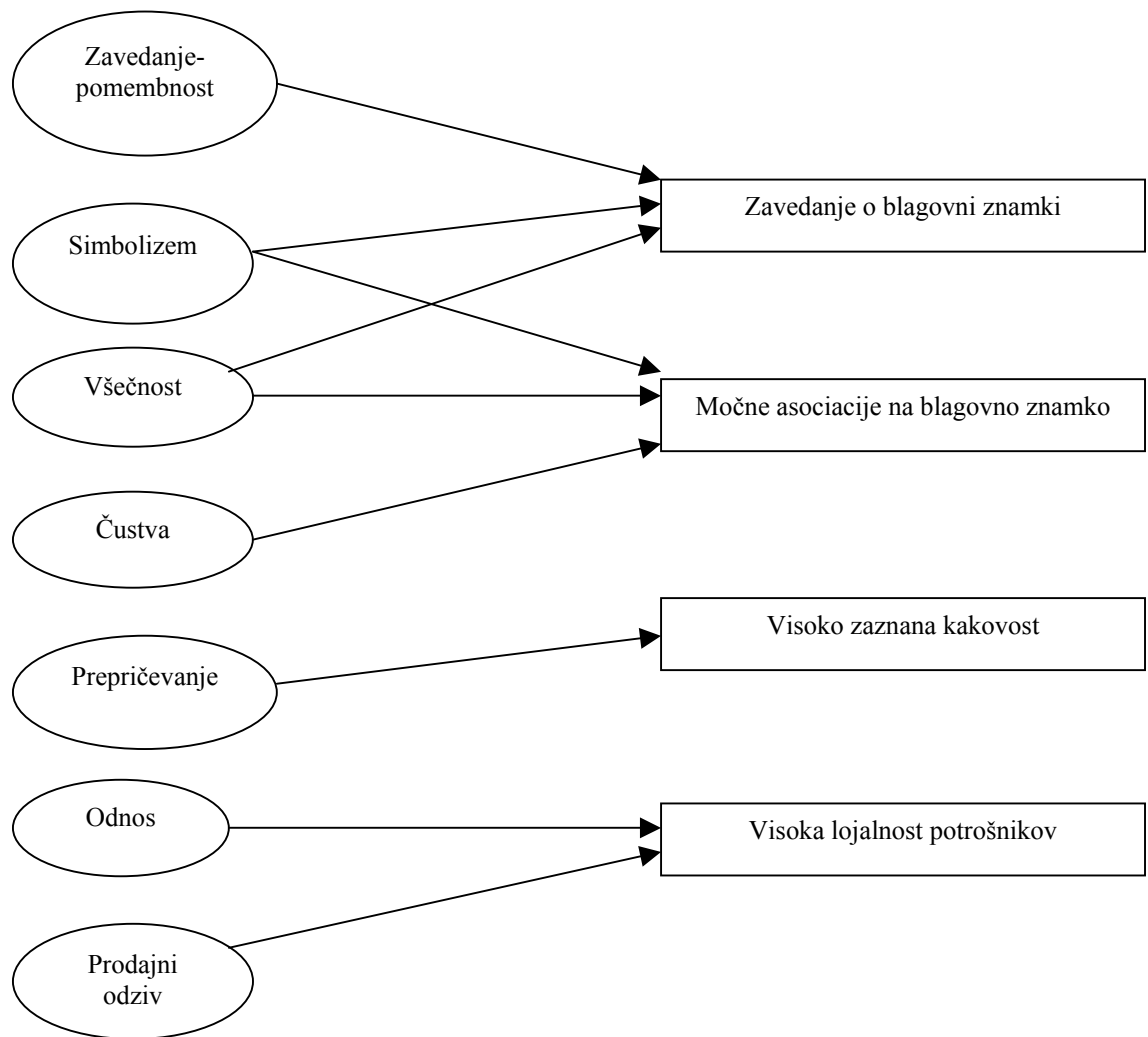 Zavedanje-
pomembnost
Zavedanje o blagovni znamki
Simbolizem
Všečnost
Močne asociacije na blagovno znamko
Čustva
Visoko zaznana kakovost
Prepričevanje
Odnos
Visoka lojalnost potrošnikov
Prodajni
odziv